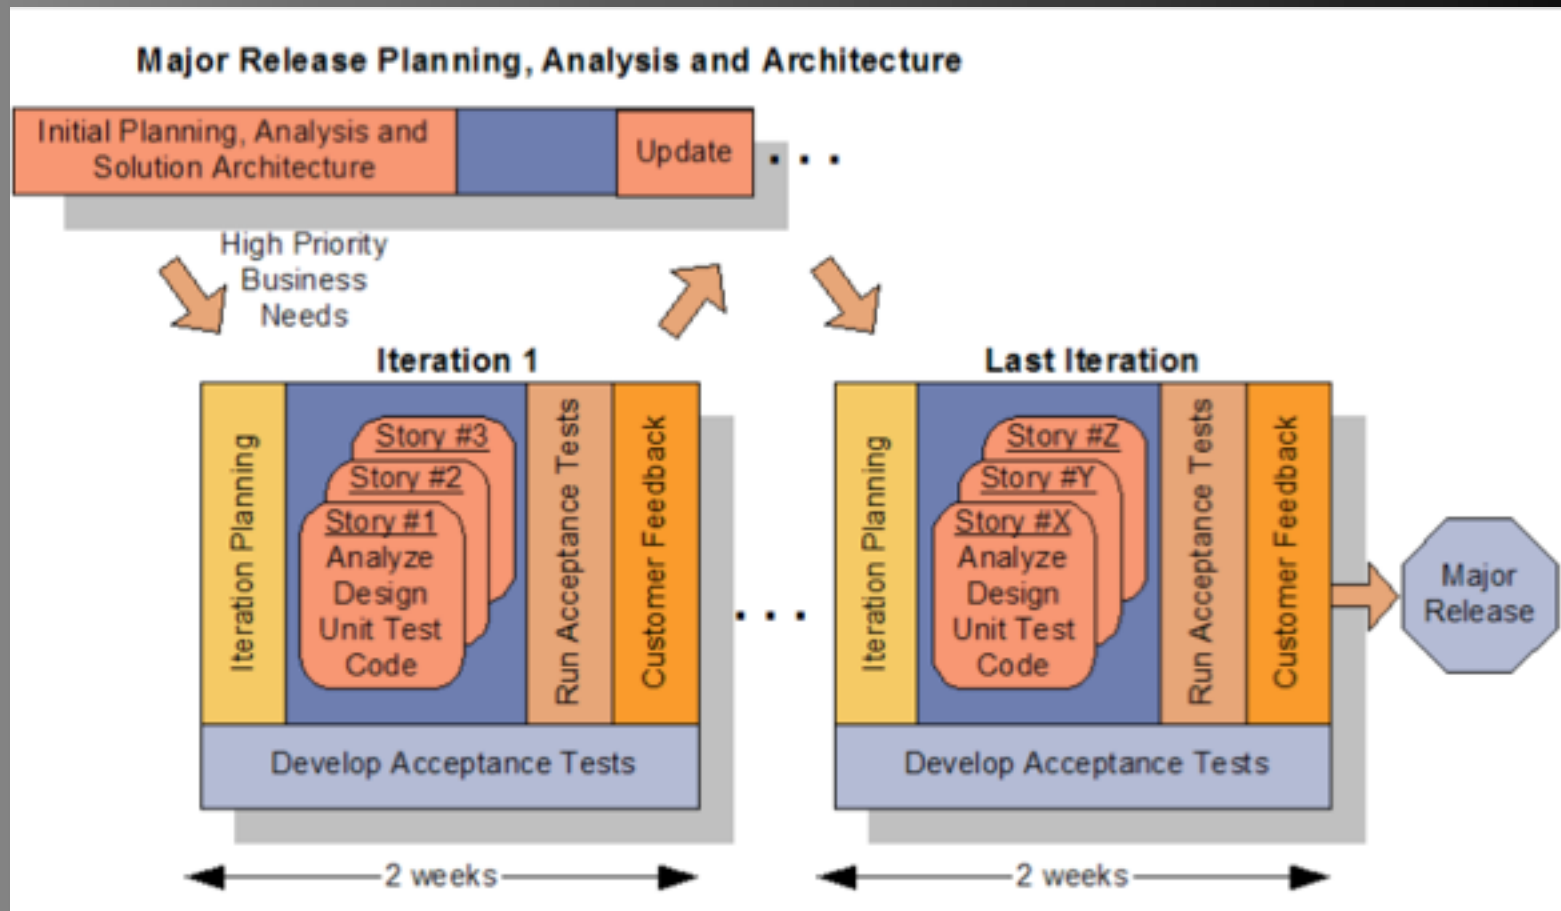 Major Release Planning, Analysis and Architecture
Initial Planning, Analysis and
Solution Architecture
Update
. . .
High Priority
Business
Needs
Iteration 1
Iteration Planning
Story #3
Story #2
Story #1
Analyze
Design
Unit Test
Code
Run Acceptance Tests
Customer Feedback
Develop Acceptance Tests
2 weeks
. . .
Last Iteration
Iteration Planning
Story #Z
Story #Y
Story #X
Analyze
Design
Unit Test
Code
Run Acceptance Tests
Customer Feedback
Develop Acceptance Tests
2 weeks
Major
Release